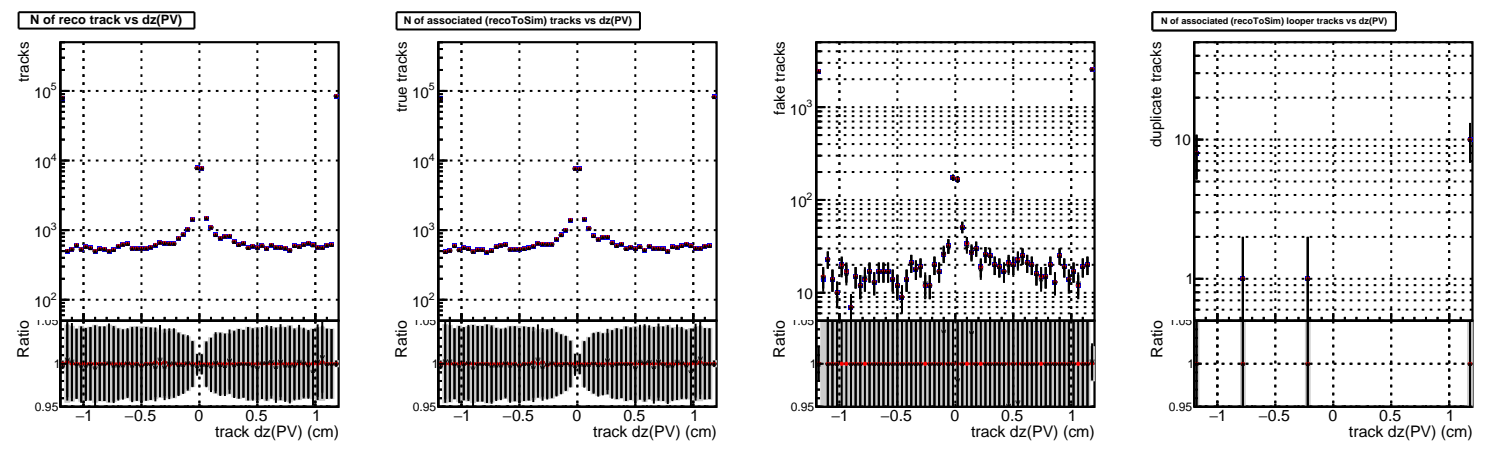 N of reco track vs dz(PV)
tracks
10^5
10^4
10^3
10^2
Ratio
1.05
1
0.95
−1 −0.5 0 0.5 1
track dz(PV) (cm)
N of associated (recoToSim) tracks vs dz(PV)
true tracks
10^5
10^4
10^3
10^2
Ratio
1.05
1
0.95
−1 −0.5 0 0.5 1
track dz(PV) (cm)
fake tracks
10^3
10^2
10
Ratio
1.05
1
0.95
−1 −0.5 0 0.5 1
track dz(PV) (cm)
N of associated (recoToSim) looper tracks vs dz(PV)
duplicate tracks
10
1
Ratio
1.05
1
0.95
−1 −0.5 0 0.5 1
track dz(PV) (cm)